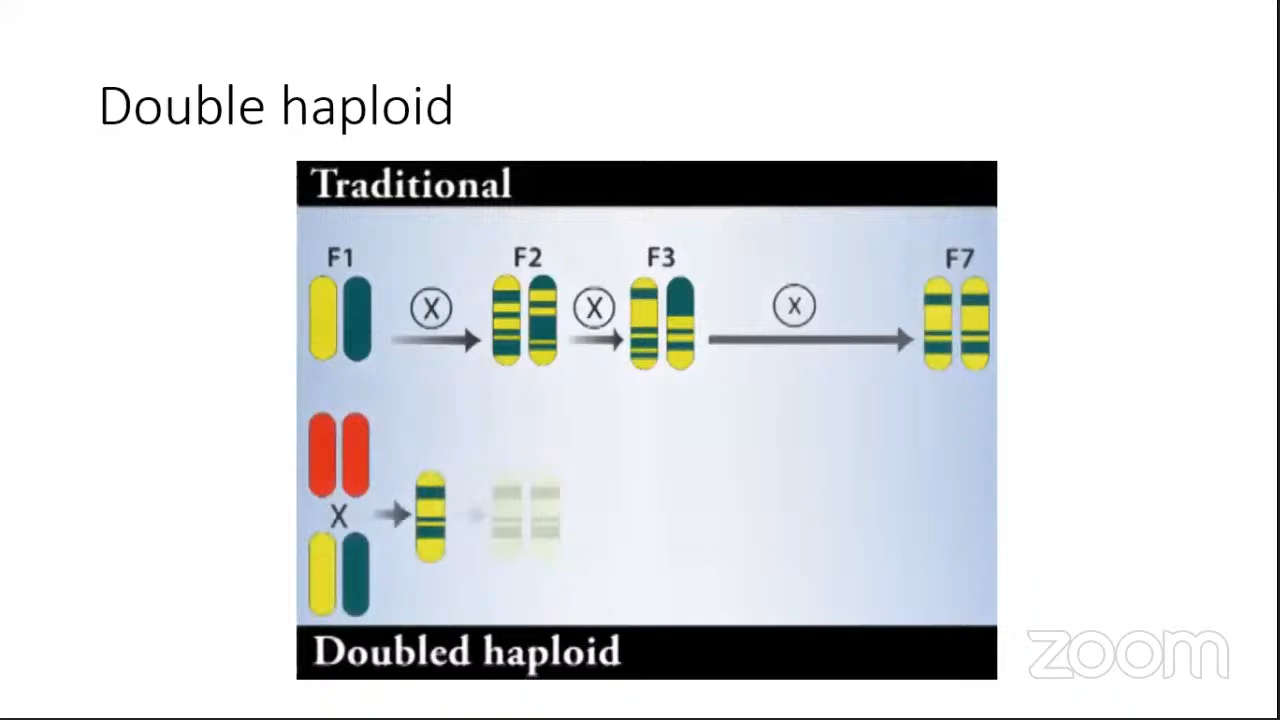 Double haploid
Traditional
F1 F2 F3 F7
X X X
X
Doubled haploid
zoom